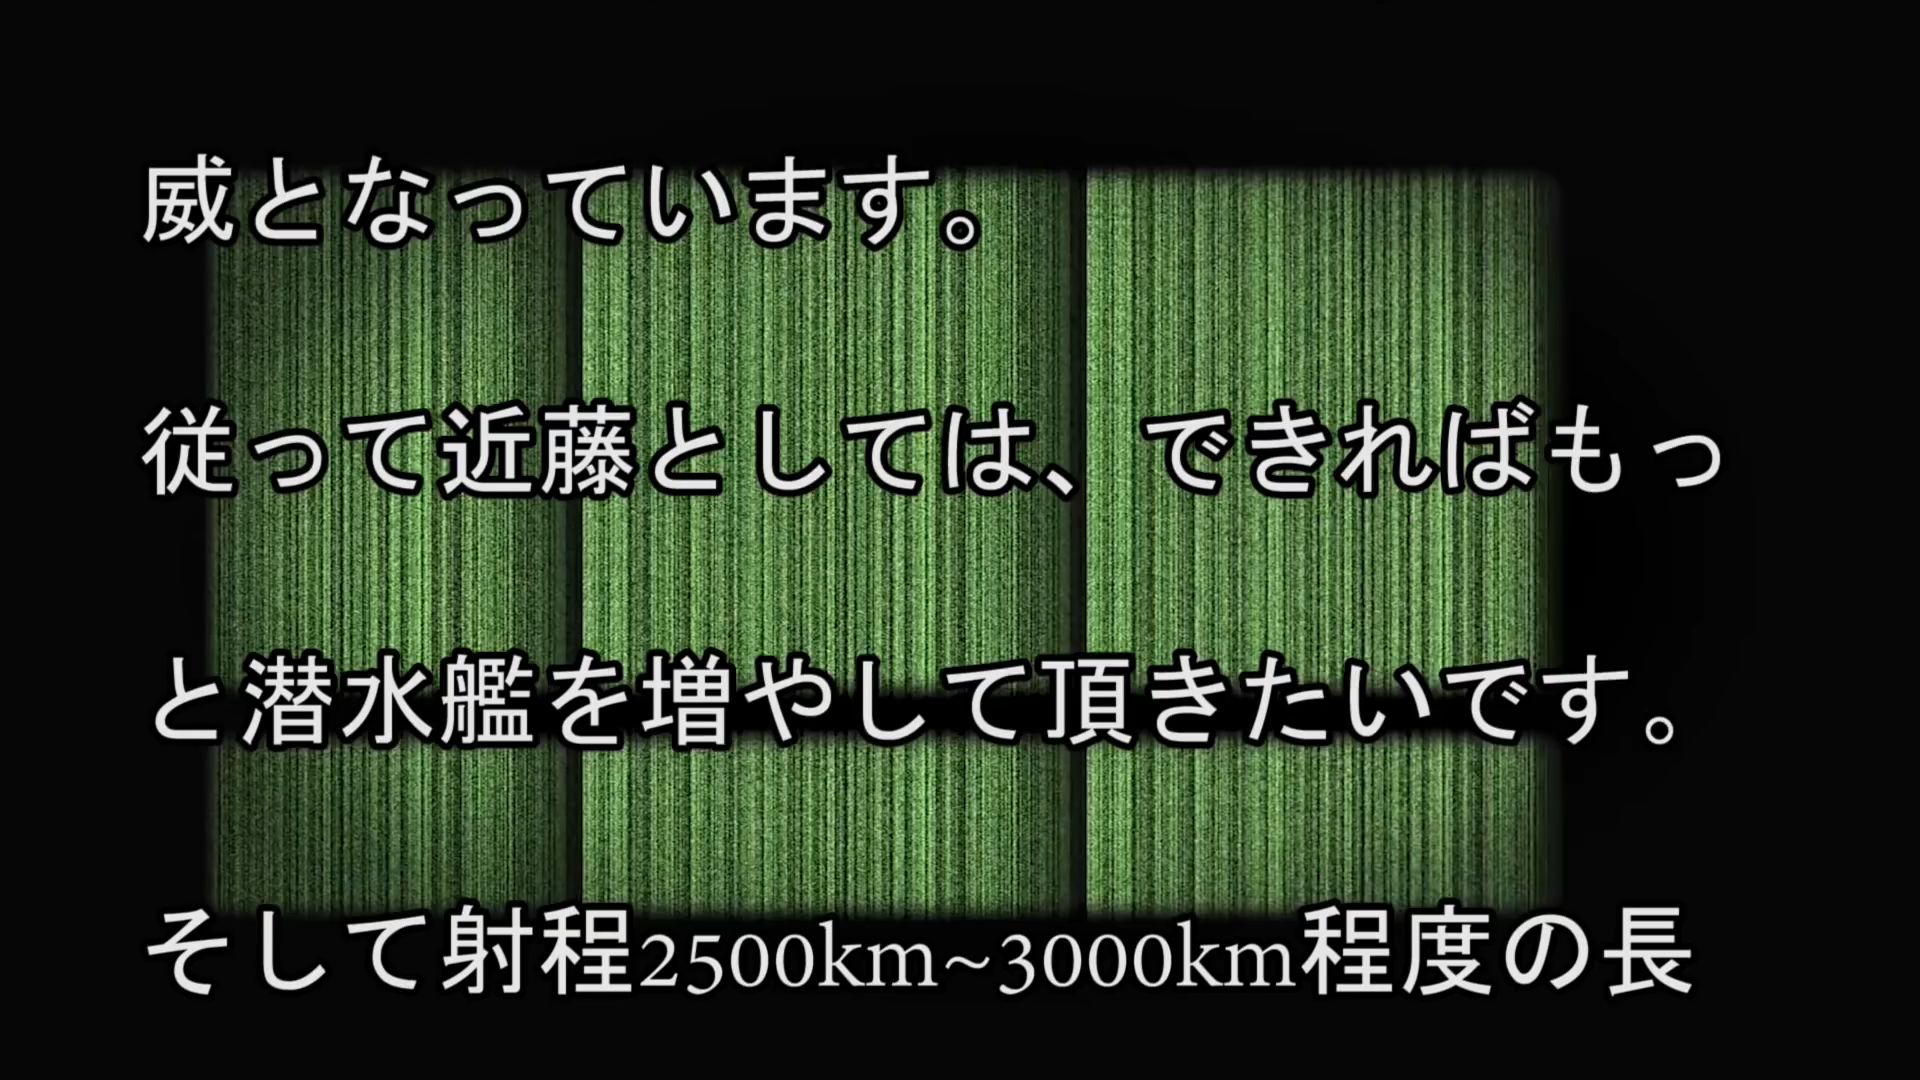 威となっています。
従って近藤としては、できればもっ
と潜水艦を増やして頂きたいです。
そして射程2500km~3000km程度の長